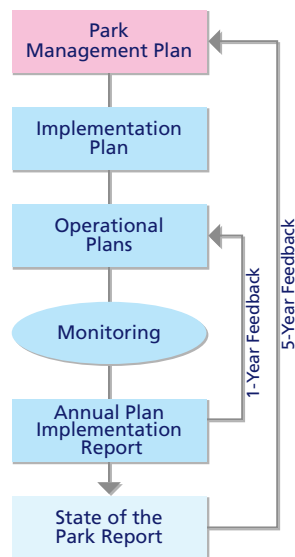 Park
Management Plan
Implementation
Plan
Operational
Plans
Monitoring
Annual Plan
Implementation
Report
State of the
Park Report
1-Year Feedback
5-Year Feedback